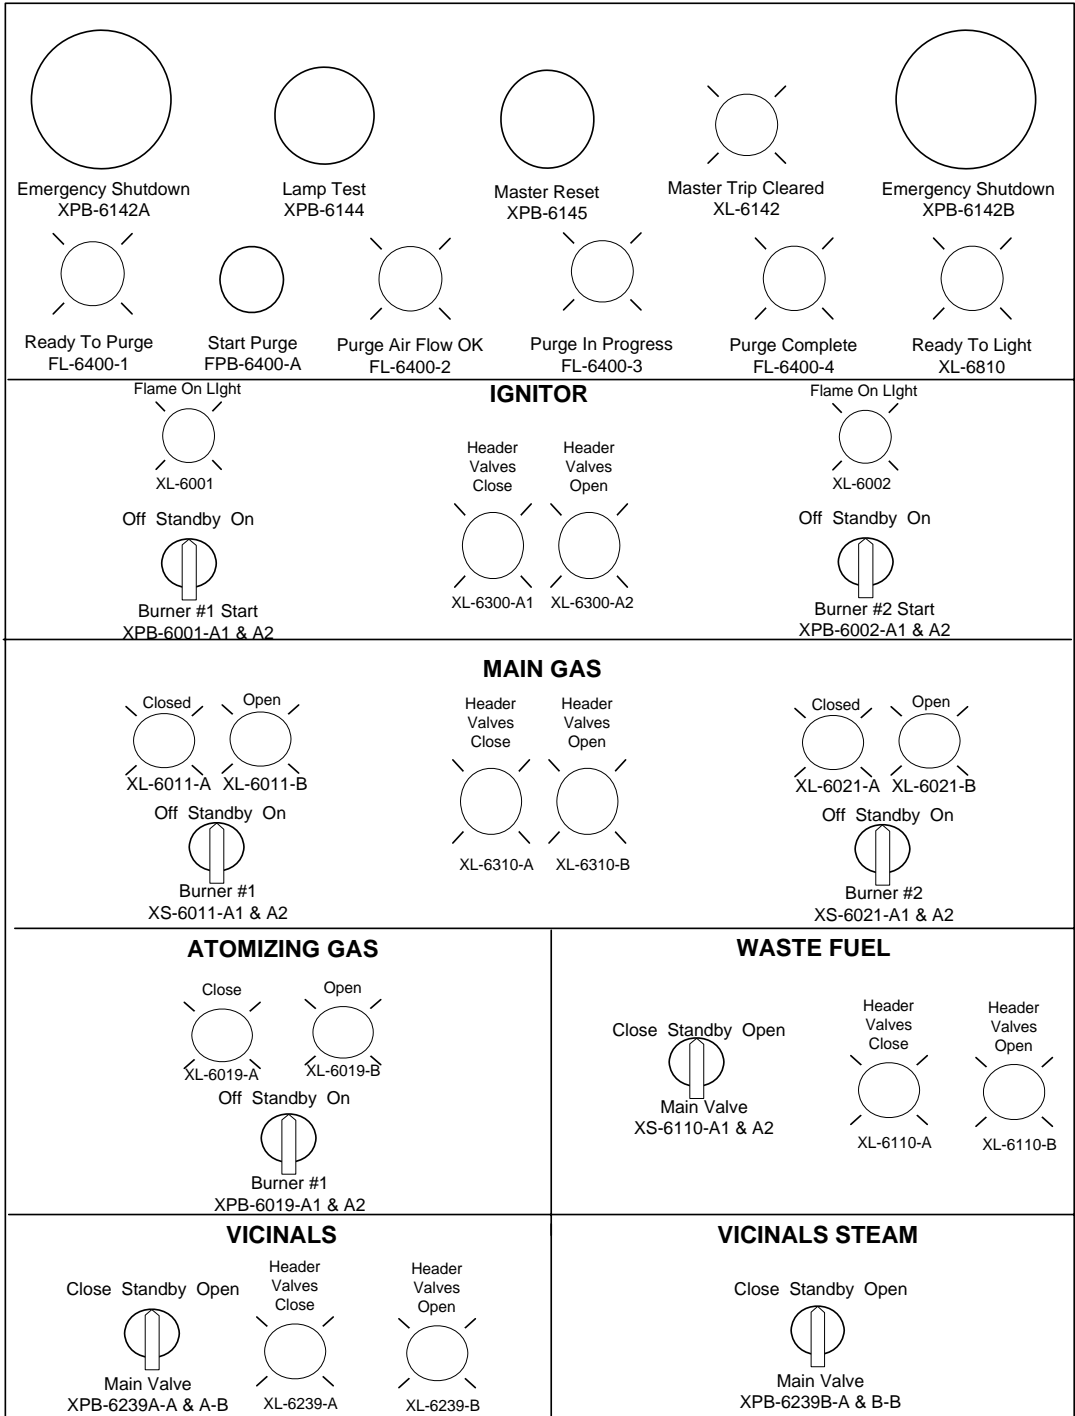 Emergency Shutdown
XPB-6142A
Lamp Test
XPB-6144
Master Reset
XPB-6145
Master Trip Cleared
XL-6142
Emergency Shutdown
XPB-6142B
Ready To Purge
FL-6400-1
Start Purge
FPB-6400-A
Purge Air Flow OK
FL-6400-2
Purge In Progress
FL-6400-3
Purge Complete
FL-6400-4
Ready To Light
XL-6810
IGNITOR
Flame On LIght
XL-6001
Off Standby On
Burner #1 Start
XPB-6001-A1 & A2
Header
Valves
Close
XL-6300-A1
Header
Valves
Open
XL-6300-A2
Flame On LIght
XL-6002
Off Standby On
Burner #2 Start
XPB-6002-A1 & A2
MAIN GAS
Closed
XL-6011-A
Open
XL-6011-B
Off Standby On
Burner #1
XS-6011-A1 & A2
Header
Valves
Close
XL-6310-A
Header
Valves
Open
XL-6310-B
Closed
XL-6021-A
Open
XL-6021-B
Off Standby On
Burner #2
XS-6021-A1 & A2
ATOMIZING GAS
Close
XL-6019-A
Open
XL-6019-B
Off Standby On
Burner #1
XPB-6019-A1 & A2
WASTE FUEL
Close Standby Open
Main Valve
XS-6110-A1 & A2
Header
Valves
Close
XL-6110-A
Header
Valves
Open
XL-6110-B
VICINALS
Close Standby Open
Main Valve
XPB-6239A-A & A-B
Header
Valves
Close
XL-6239-A
Header
Valves
Open
XL-6239-B
VICINALS STEAM
Close Standby Open
Main Valve
XPB-6239B-A & B-B